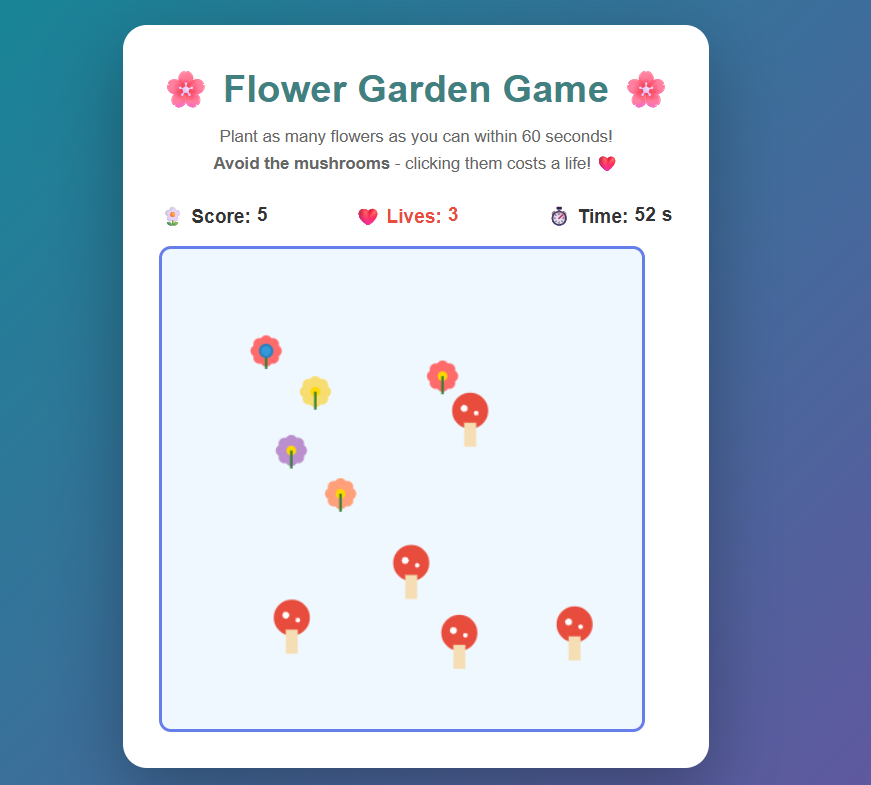 Flower Garden Game
Plant as many flowers as you can within 60 seconds!
Avoid the mushrooms - clicking them costs a life!
Score: 5 Lives: 3 Time: 52 s